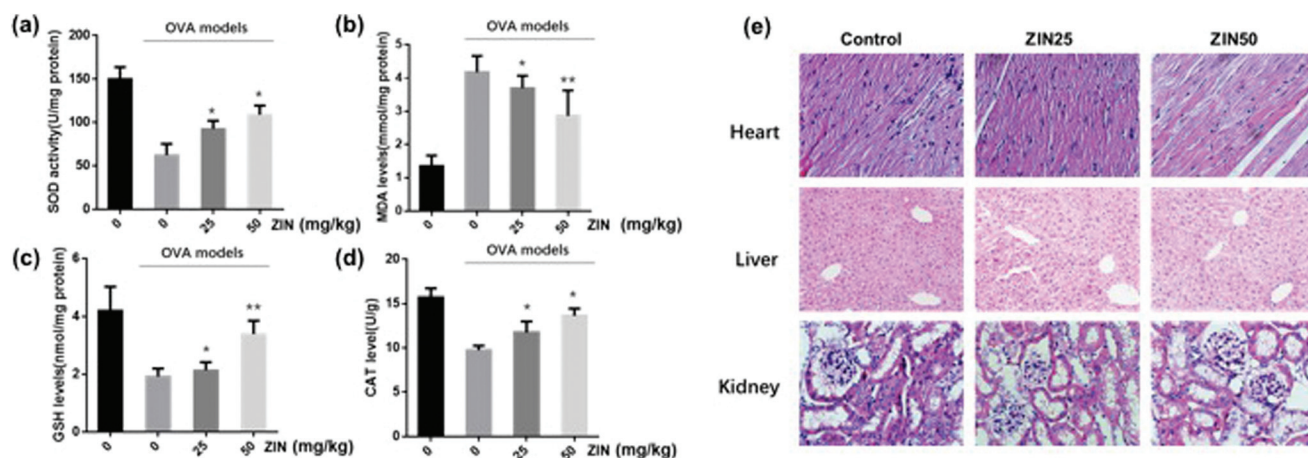 (a)
OVA models
SOD activity(U/mg protein)
200
150
100
50
0
0
25
50
ZIN (mg/kg)
(b)
OVA models
MDA levels(mmol/mg protein)
5
4
3
2
1
0
0
0
25
50
ZIN (mg/kg)
*
**
*
*
(c)
OVA models
GSH levels(nmol/mg protein)
6
4
2
0
0
0
25
50
ZIN (mg/kg)
*
**
(d)
OVA models
CAT level(U/g)
20
15
10
5
0
0
0
25
50
ZIN (mg/kg)
*
*
(e)
Control ZIN25 ZIN50
Heart
Liver
Kidney